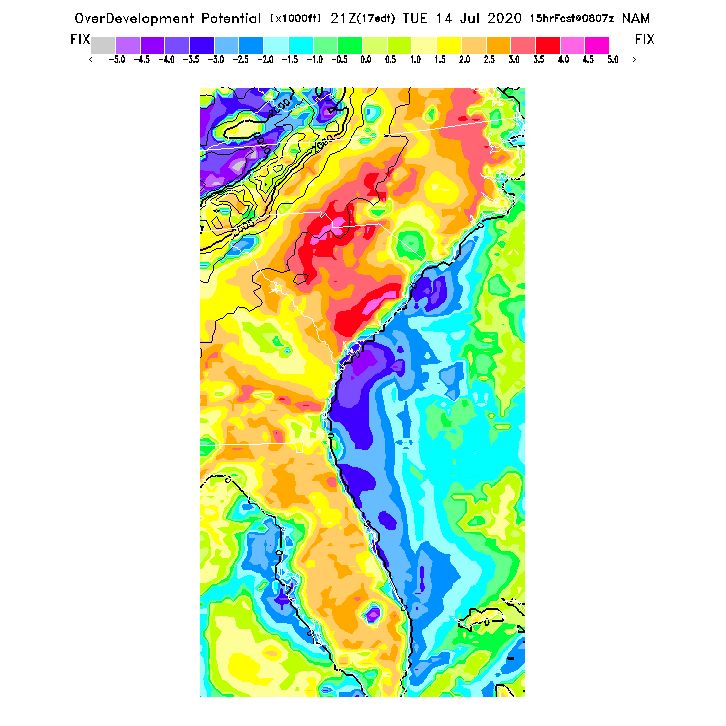 OverDevelopment Potential [x1000ft] 21Z(17edt) TUE 14 Jul 2020 15hrFcst@0807z NAM
FIX FIX
< -5.0 -4.5 -4.0 -3.5 -3.0 -2.5 -2.0 -1.5 -1.0 -0.5 0.0 0.5 1.0 1.5 2.0 2.5 3.0 3.5 4.0 4.5 5.0 >